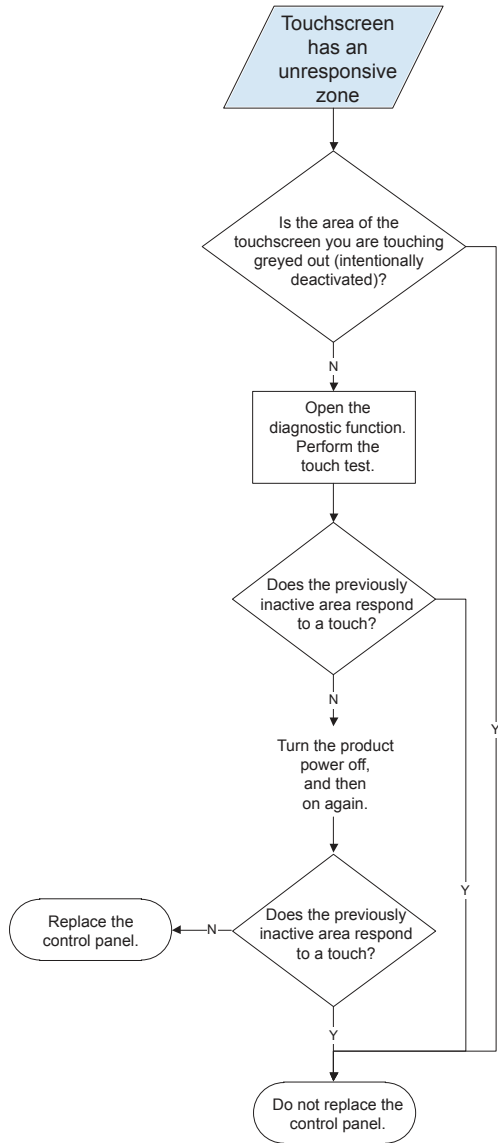 Touchscreen
has an
unresponsive
zone
Is the area of the
touchscreen you are touching
greyed out (intentionally
deactivated)?
N
Open the
diagnostic function.
Perform the
touch test.
Does the previously
inactive area respond
to a touch?
N
Y
Turn the product
power off,
and then
on again.
Y
Replace the
control panel.
N
Does the previously
inactive area respond
to a touch?
Y
Do not replace the
control panel.